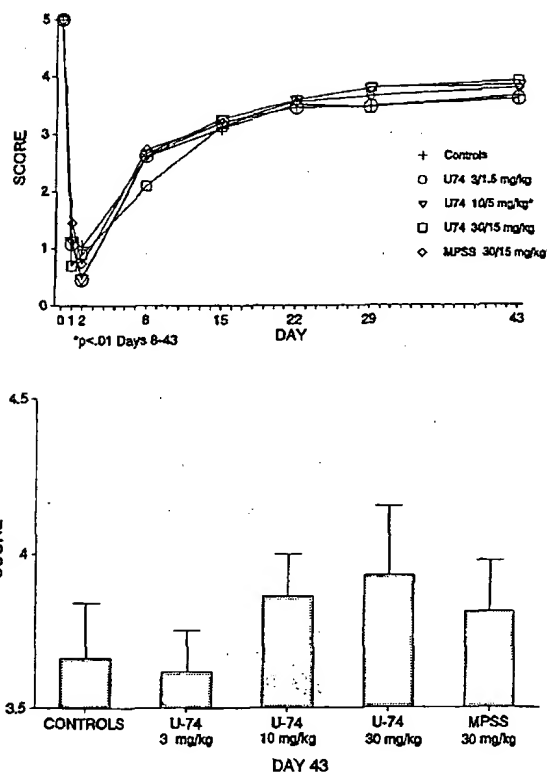 5
4
3
2
1
0
SCORE
+ Controls
U74 3/1.5 mg/kg
U74 10/5 mg/kg*
U74 30/15 mg/kg
MPSS 30/15 mg/kg
0 1 2 8 15 22 29 43
DAY
*p<.01 Days 8-43
4.5
4
3.5
CONTROLS U-74 U-74 U-74 MPSS
3 mg/kg 10 mg/kg 30 mg/kg 30 mg/kg
DAY 43